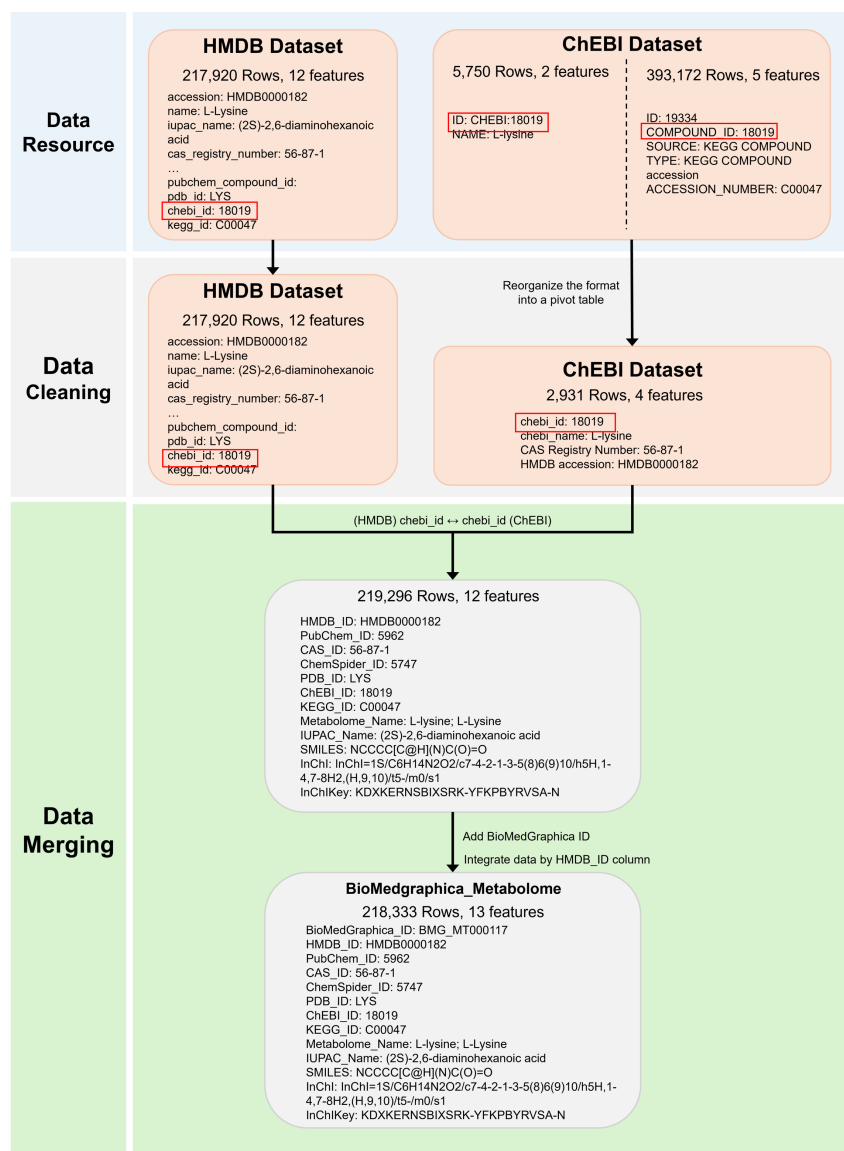 Data
Resource
HMDB Dataset
217,920 Rows, 12 features
accession: HMDB0000182
name: L-Lysine
iupac_name: (2S)-2,6-diaminohexanoic
acid
cas_registry_number: 56-87-1
...
pubchem_compound_id:
pdb_id: LYS
chebi_id: 18019
kegg_id: C00047
ChEBI Dataset
5,750 Rows, 2 features
ID: CHEBI:18019
NAME: L-lysine
393,172 Rows, 5 features
ID: 19334
COMPOUND_ID: 18019
SOURCE: KEGG COMPOUND
TYPE: KEGG COMPOUND
accession
ACCESSION_NUMBER: C00047
Data
Cleaning
HMDB Dataset
217,920 Rows, 12 features
accession: HMDB0000182
name: L-Lysine
iupac_name: (2S)-2,6-diaminohexanoic
acid
cas_registry_number: 56-87-1
...
pubchem_compound_id:
pdb_id: LYS
chebi_id: 18019
kegg_id: C00047
Reorganize the format
into a pivot table
ChEBI Dataset
2,931 Rows, 4 features
chebi_id: 18019
chebi_name: L-lysine
CAS Registry Number: 56-87-1
HMDB accession: HMDB0000182
Data
Merging
(HMDB) chebi_id ↔ chebi_id (ChEBI)
219,296 Rows, 12 features
HMDB_ID: HMDB0000182
PubChem_ID: 5962
CAS_ID: 56-87-1
ChemSpider_ID: 5747
PDB_ID: LYS
ChEBI_ID: 18019
KEGG_ID: C00047
Metabolome_Name: L-lysine; L-Lysine
IUPAC_Name: (2S)-2,6-diaminohexanoic acid
SMILES: NCCCC[C@H](N)C(O)=O
InChI: InChI=1S/C6H14N2O2/c7-4-2-1-3-5(8)6(9)10/h5H,1-
4,7-8H2,(H,9,10)/t5-/m0/s1
InChIKey: KDXKERNSBIXSRK-YFKPBYRVSA-N
Add BioMedGraphica ID
Integrate data by HMDB_ID column
BioMedgraphica_Metabolome
218,333 Rows, 13 features
BioMedGraphica_ID: BMG_MT000117
HMDB_ID: HMDB0000182
PubChem_ID: 5962
CAS_ID: 56-87-1
ChemSpider_ID: 5747
PDB_ID: LYS
ChEBI_ID: 18019
KEGG_ID: C00047
Metabolome_Name: L-lysine; L-Lysine
IUPAC_Name: (2S)-2,6-diaminohexanoic acid
SMILES: NCCCC[C@H](N)C(O)=O
InChI: InChI=1S/C6H14N2O2/c7-4-2-1-3-5(8)6(9)10/h5H,1-
4,7-8H2,(H,9,10)/t5-/m0/s1
InChIKey: KDXKERNSBIXSRK-YFKPBYRVSA-N